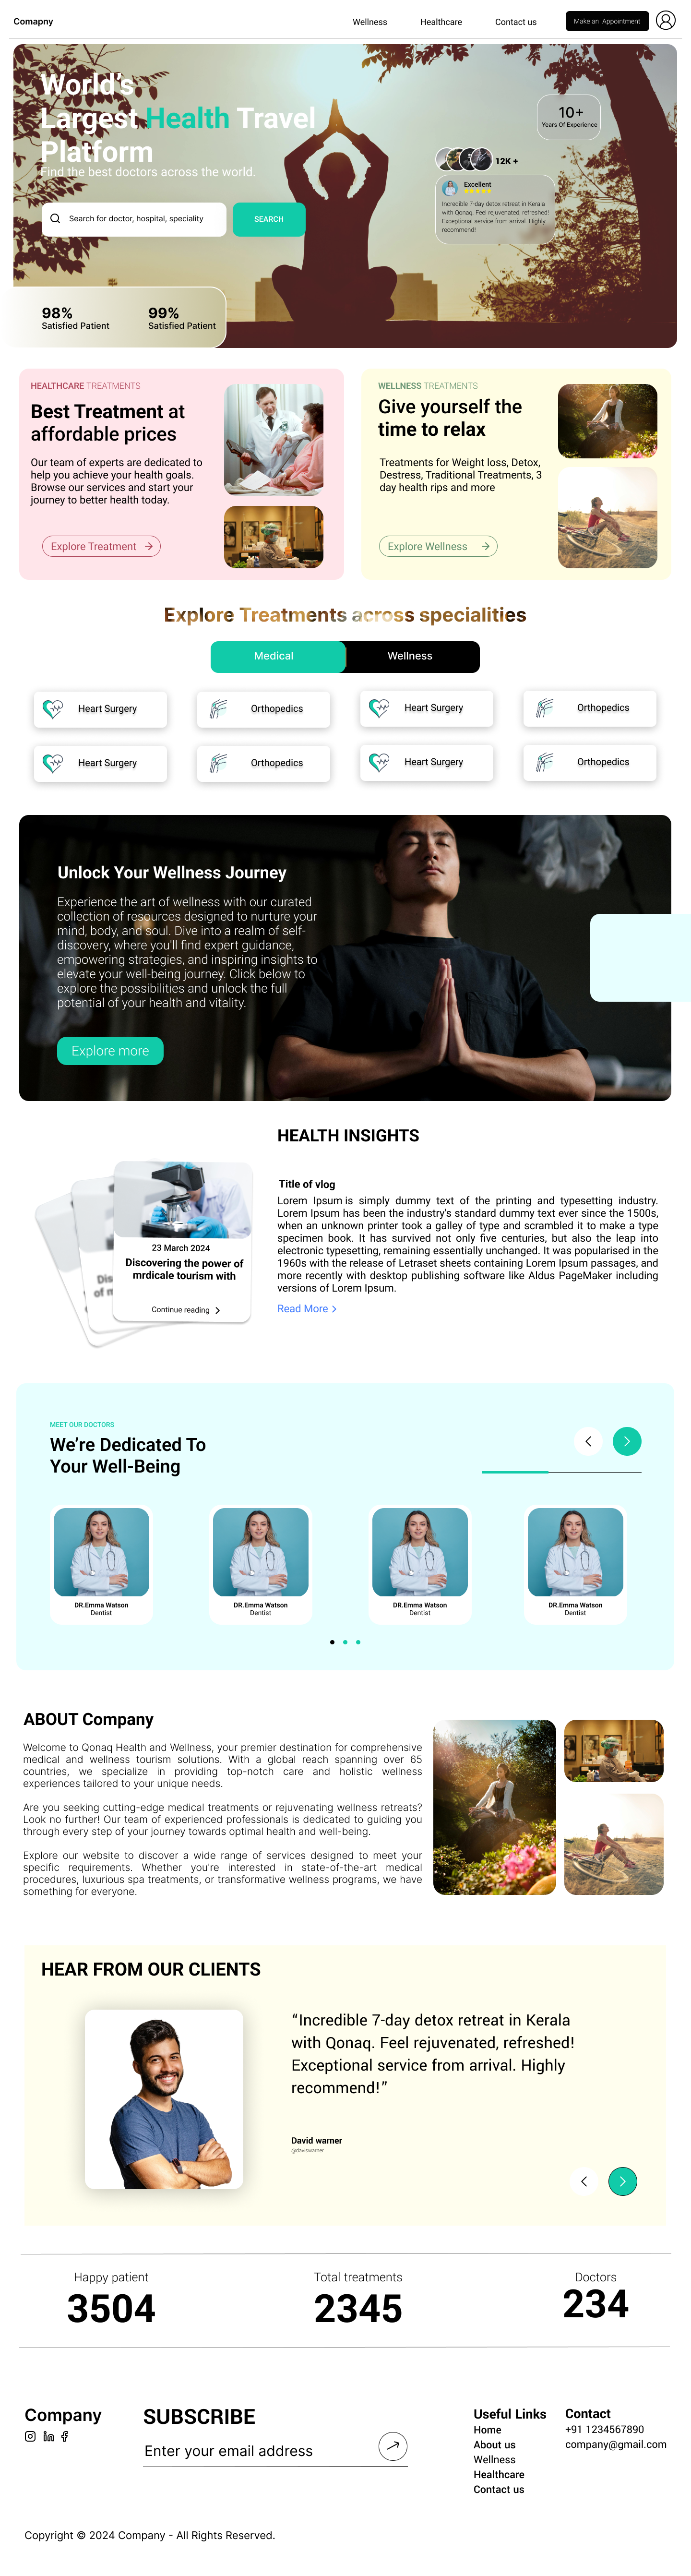 Comapny
Wellness
Healthcare
Contact us
Make an Appointment
World's
Largest Health Travel
Platform
Find the best doctors across the world.
Search for doctor, hospital, speciality
SEARCH
10+
Years Of Experience
12K +
Excellent
Incredible 7-day detox retreat in Kerala
with Qonaq. Feel rejuvenated, refreshed!
Exceptional service from arrival. Highly
recommend!
98%
Satisfied Patient
99%
Satisfied Patient
HEALTHCARE TREATMENTS
Best Treatment at
affordable prices
Our team of experts are dedicated to
help you achieve your health goals.
Browse our services and start your
journey to better health today.
Explore Treatment
WELLNESS TREATMENTS
Give yourself the
time to relax
Treatments for Weight loss, Detox,
Destress, Traditional Treatments, 3
day health rips and more
Explore Wellness
Explore Treatments across specialities
Medical
Wellness
Heart Surgery
Orthopedics
Heart Surgery
Orthopedics
Heart Surgery
Orthopedics
Heart Surgery
Orthopedics
Unlock Your Wellness Journey
Experience the art of wellness with our curated
collection of resources designed to nurture your
mind, body, and soul. Dive into a realm of self-
discovery, where you'll find expert guidance,
empowering strategies, and inspiring insights to
elevate your well-being journey. Click below to
explore the possibilities and unlock the full
potential of your health and vitality.
Explore more
HEALTH INSIGHTS
Dis
of m
23 March 2024
Discovering the power of
mrdicale tourism with
Continue reading
Title of vlog
Lorem Ipsum is simply dummy text of the printing and typesetting industry.
Lorem Ipsum has been the industry's standard dummy text ever since the 1500s,
when an unknown printer took a galley of type and scrambled it to make a type
specimen book. It has survived not only five centuries, but also the leap into
electronic typesetting, remaining essentially unchanged. It was popularised in the
1960s with the release of Letraset sheets containing Lorem Ipsum passages, and
more recently with desktop publishing software like Aldus PageMaker including
versions of Lorem Ipsum.
Read More
MEET OUR DOCTORS
We're Dedicated To
Your Well-Being
DR.Emma Watson
Dentist
DR.Emma Watson
Dentist
DR.Emma Watson
Dentist
DR.Emma Watson
Dentist
ABOUT Company
Welcome to Qonaq Health and Wellness, your premier destination for comprehensive
medical and wellness tourism solutions. With a global reach spanning over 65
countries, we specialize in providing top-notch care and holistic wellness
experiences tailored to your unique needs.
Are you seeking cutting-edge medical treatments or rejuvenating wellness retreats?
Look no further! Our team of experienced professionals is dedicated to guiding you
through every step of your journey towards optimal health and well-being.
Explore our website to discover a wide range of services designed to meet your
specific requirements. Whether you're interested in state-of-the-art medical
procedures, luxurious spa treatments, or transformative wellness programs, we have
something for everyone.
HEAR FROM OUR CLIENTS
“Incredible 7-day detox retreat in Kerala
with Qonaq. Feel rejuvenated, refreshed!
Exceptional service from arrival. Highly
recommend!”
David warner
@daviswarner
Happy patient
3504
Total treatments
2345
Doctors
234
Company
SUBSCRIBE
Enter your email address
Useful Links
Home
About us
Wellness
Healthcare
Contact us
Contact
+91 1234567890
company@gmail.com
Copyright © 2024 Company - All Rights Reserved.